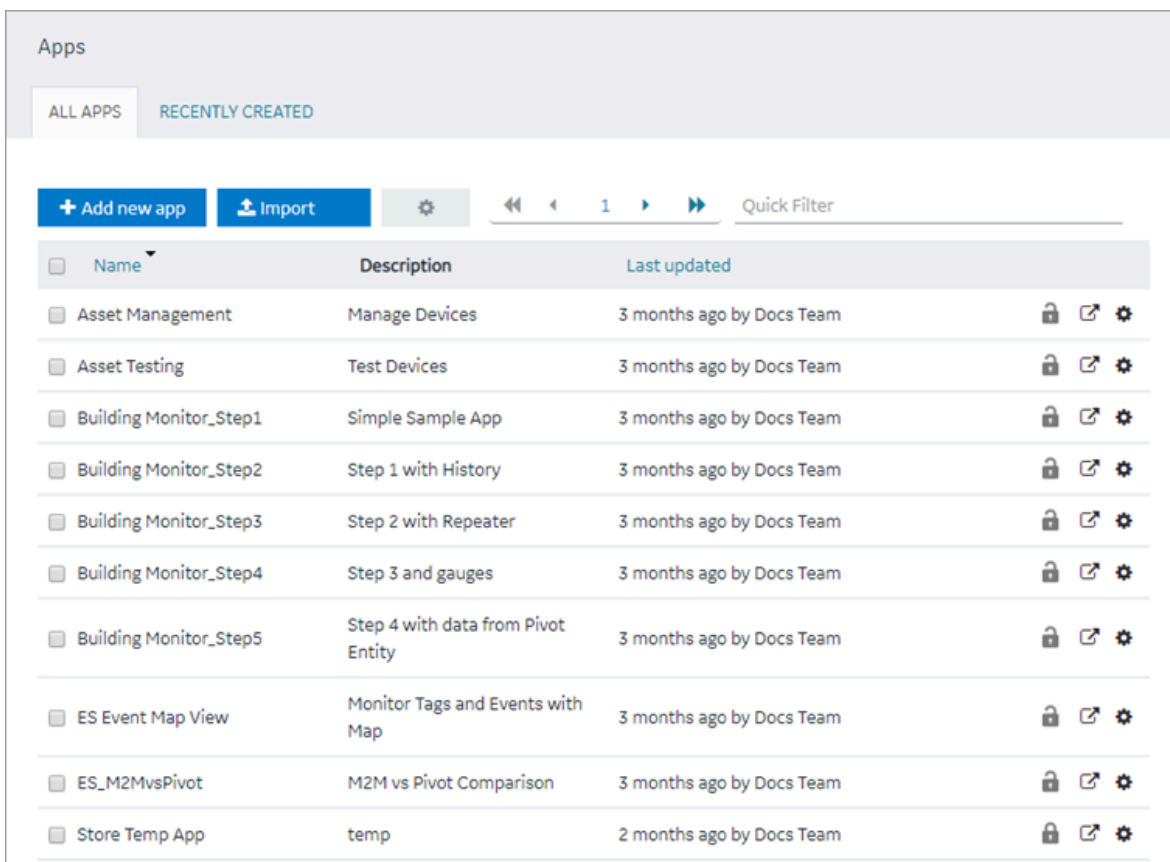 Apps
ALL APPS RECENTLY CREATED
Add new app Import 1 Quick Filter
Name Description Last updated
Asset Management Manage Devices 3 months ago by Docs Team
Asset Testing Test Devices 3 months ago by Docs Team
Building Monitor_Step1 Simple Sample App 3 months ago by Docs Team
Building Monitor_Step2 Step 1 with History 3 months ago by Docs Team
Building Monitor_Step3 Step 2 with Repeater 3 months ago by Docs Team
Building Monitor_Step4 Step 3 and gauges 3 months ago by Docs Team
Building Monitor_Step5 Step 4 with data from Pivot
Entity 3 months ago by Docs Team
ES Event Map View Monitor Tags and Events with
Map 3 months ago by Docs Team
ES_M2MvsPivot M2M vs Pivot Comparison 3 months ago by Docs Team
Store Temp App temp 2 months ago by Docs Team